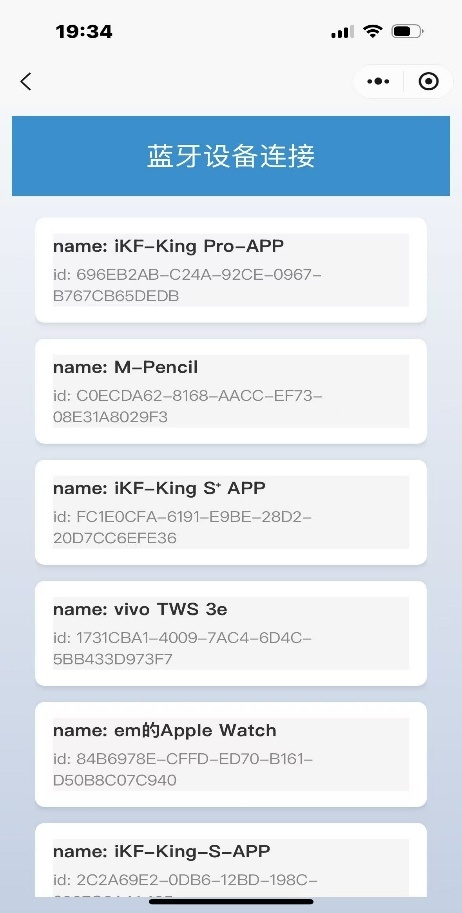 19:34
蓝牙设备连接
name: iKF-King Pro-APP
id: 696EB2AB-C24A-92CE-0967-
B767CB65DEDB
name: M-Pencil
id: C0ECDA62-8168-AACC-EF73-
08E31A8029F3
name: iKF-King S⁺ APP
id: FC1E0CFA-6191-E9BE-28D2-
20D7CC6EFE36
name: vivo TWS 3e
id: 1731CBA1-4009-7AC4-6D4C-
5BB433D973F7
name: em的Apple Watch
id: 84B6978E-CFFD-ED70-B161-
D50B8C07C940
name: iKF-King-S-APP
id: 2C2A69E2-0DB6-12BD-198C-